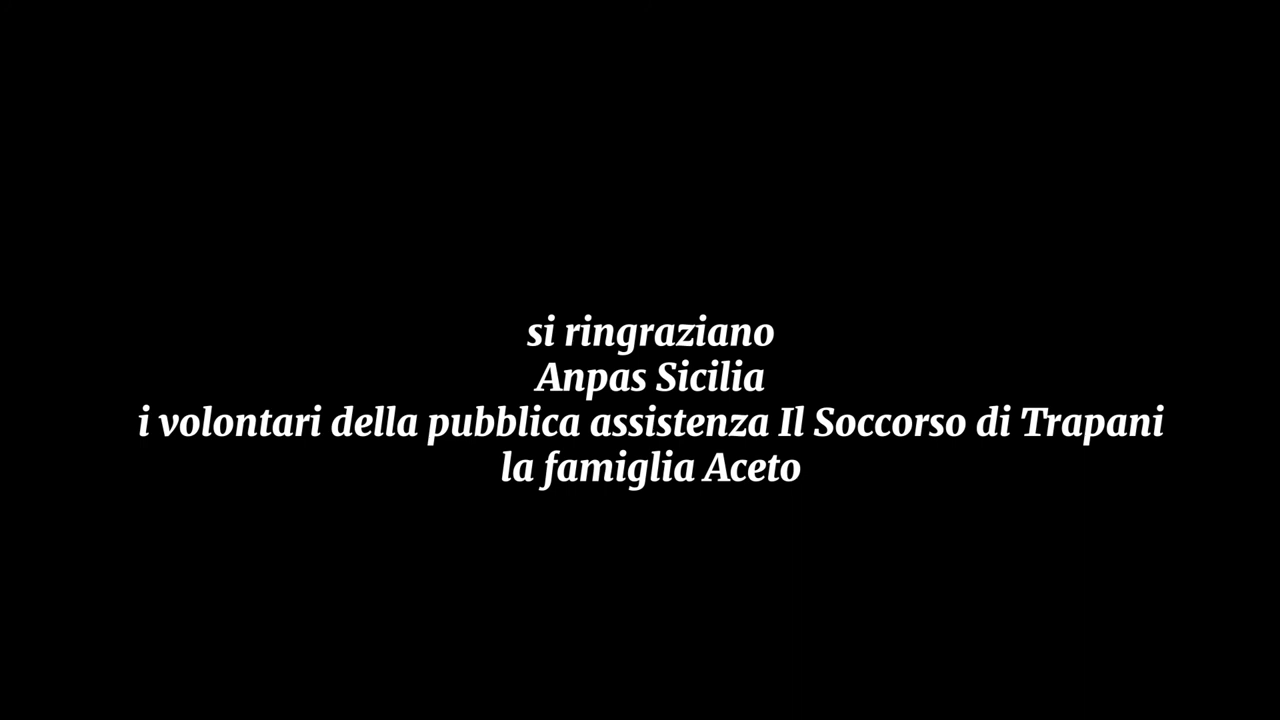 si ringraziano
Anpas Sicilia
i volontari della pubblica assistenza Il Soccorso di Trapani
la famiglia Aceto